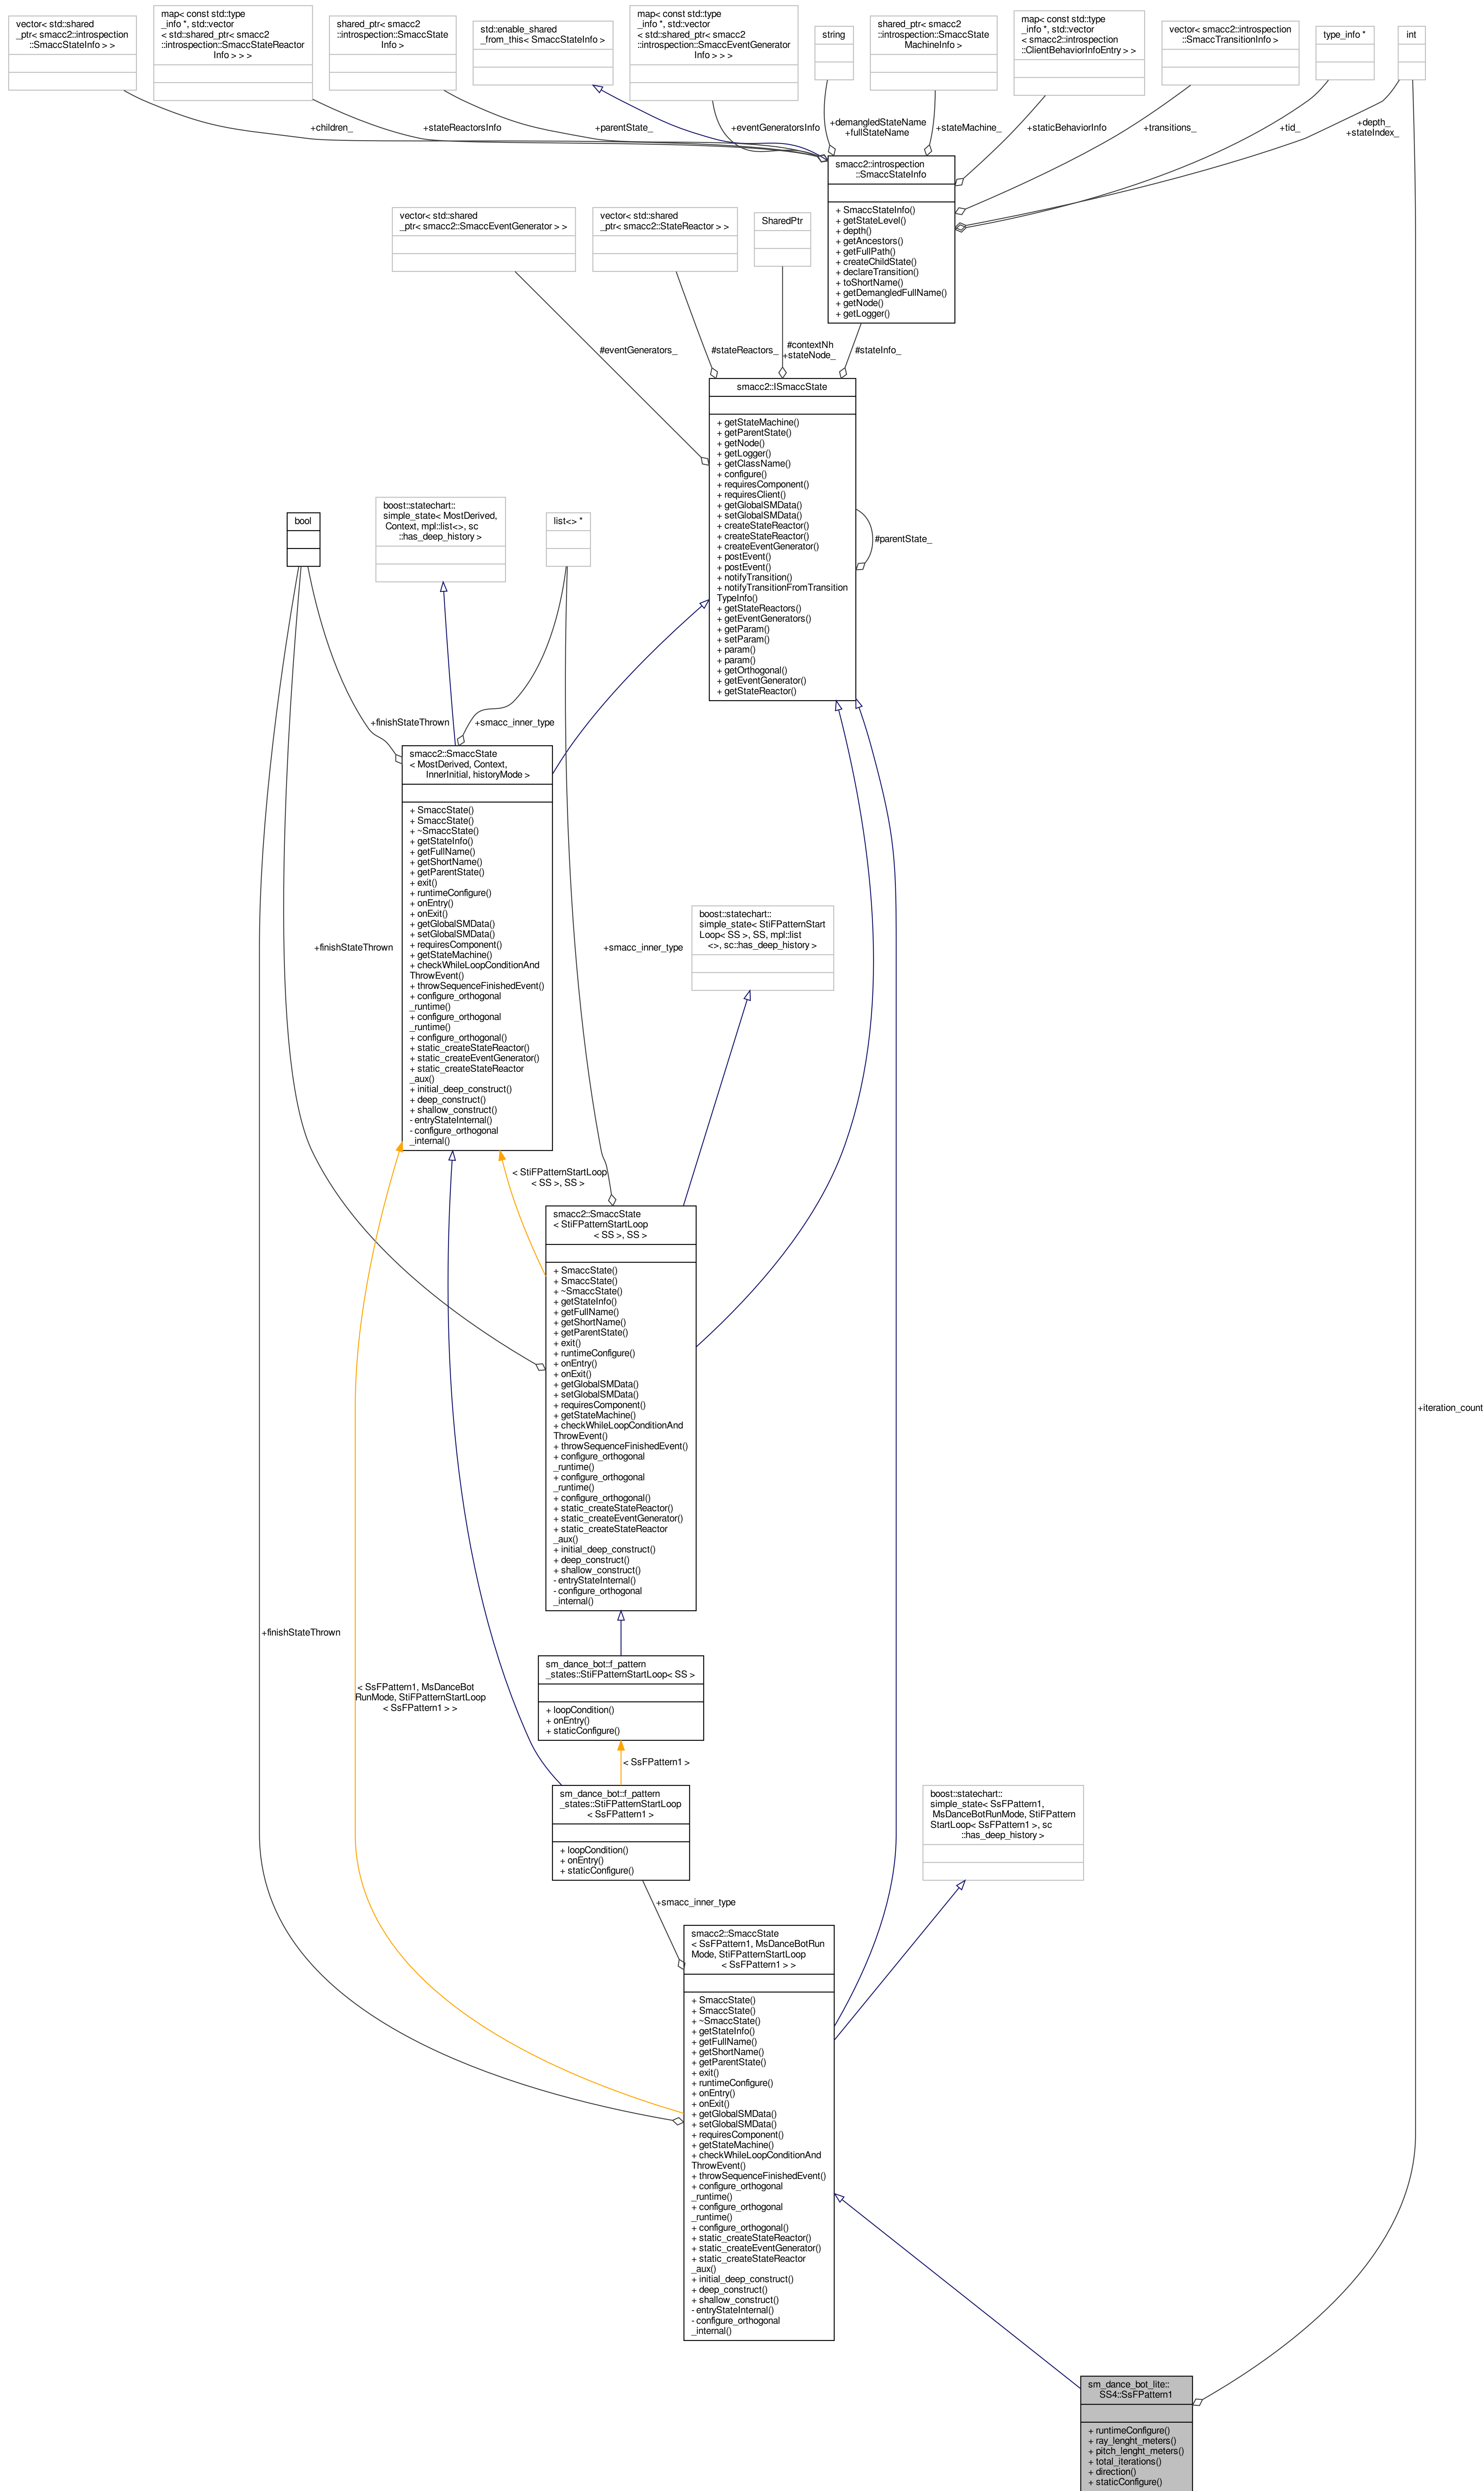 vector< std::shared
_ptr< smacc2::introspection
::SmaccStateInfo > >
map< const std::type
_info *, std::vector
< std::shared_ptr< smacc2
::introspection::SmaccStateReactor
Info > > >
shared_ptr< smacc2
::introspection::SmaccState
Info >
std::enable_shared
_from_this< SmaccStateInfo >
map< const std::type
_info *, std::vector
< std::shared_ptr< smacc2
::introspection::SmaccEventGenerator
Info > > >
string
shared_ptr< smacc2
::introspection::SmaccState
MachineInfo >
map< const std::type
_info *, std::vector
< smacc2::introspection
::ClientBehaviorInfoEntry > >
vector< smacc2::introspection
::SmaccTransitionInfo >
type_info *
int
+children_
+stateReactorsInfo
+parentState_
+eventGeneratorsInfo
+demangledStateName
+fullStateName
+stateMachine_
+staticBehaviorInfo
+transitions_
+tid_
+depth_
+stateIndex_
smacc2::introspection
::SmaccStateInfo
+ SmaccStateInfo()
+ getStateLevel()
+ depth()
+ getAncestors()
+ getFullPath()
+ createChildState()
+ declareTransition()
+ toShortName()
+ getDemangledFullName()
+ getNode()
+ getLogger()
vector< std::shared
_ptr< smacc2::SmaccEventGenerator > >
vector< std::shared
_ptr< smacc2::StateReactor > >
SharedPtr
#eventGenerators_
#stateReactors_
#contextNh
+stateNode_
#stateInfo_
smacc2::ISmaccState
+ getStateMachine()
+ getParentState()
+ getNode()
+ getLogger()
+ getClassName()
+ configure()
+ requiresComponent()
+ requiresClient()
+ getGlobalSMData()
+ setGlobalSMData()
+ createStateReactor()
+ createStateReactor()
+ createEventGenerator()
+ postEvent()
+ postEvent()
+ notifyTransition()
+ notifyTransitionFromTransition
TypeInfo()
+ getStateReactors()
+ getEventGenerators()
+ getParam()
+ setParam()
+ param()
+ param()
+ getOrthogonal()
+ getEventGenerator()
+ getStateReactor()
#parentState_
bool
boost::statechart::
simple_state< MostDerived,
Context, mpl::list<>, sc
::has_deep_history >
list<> *
+finishStateThrown
+smacc_inner_type
smacc2::SmaccState
< MostDerived, Context,
InnerInitial, historyMode >
+ SmaccState()
+ SmaccState()
+ ~SmaccState()
+ getStateInfo()
+ getFullName()
+ getShortName()
+ getParentState()
+ exit()
+ runtimeConfigure()
+ onEntry()
+ onExit()
+ getGlobalSMData()
+ setGlobalSMData()
+ requiresComponent()
+ getStateMachine()
+ checkWhileLoopConditionAnd
ThrowEvent()
+ throwSequenceFinishedEvent()
+ configure_orthogonal
_runtime()
+ configure_orthogonal
_runtime()
+ configure_orthogonal()
+ static_createStateReactor()
+ static_createEventGenerator()
+ static_createStateReactor
_aux()
+ initial_deep_construct()
+ deep_construct()
+ shallow_construct()
- entryStateInternal()
- configure_orthogonal
_internal()
+finishStateThrown
+smacc_inner_type
boost::statechart::
simple_state< StiFPatternStart
Loop< SS >, SS, mpl::list
<>, sc::has_deep_history >
< StiFPatternStartLoop
< SS >, SS >
smacc2::SmaccState
< StiFPatternStartLoop
< SS >, SS >
+ SmaccState()
+ SmaccState()
+ ~SmaccState()
+ getStateInfo()
+ getFullName()
+ getShortName()
+ getParentState()
+ exit()
+ runtimeConfigure()
+ onEntry()
+ onExit()
+ getGlobalSMData()
+ setGlobalSMData()
+ requiresComponent()
+ getStateMachine()
+ checkWhileLoopConditionAnd
ThrowEvent()
+ throwSequenceFinishedEvent()
+ configure_orthogonal
_runtime()
+ configure_orthogonal
_runtime()
+ configure_orthogonal()
+ static_createStateReactor()
+ static_createEventGenerator()
+ static_createStateReactor
_aux()
+ initial_deep_construct()
+ deep_construct()
+ shallow_construct()
- entryStateInternal()
- configure_orthogonal
_internal()
+iteration_count
+finishStateThrown
< SsFPattern1, MsDanceBot
RunMode, StiFPatternStartLoop
< SsFPattern1 > >
sm_dance_bot::f_pattern
_states::StiFPatternStartLoop< SS >
+ loopCondition()
+ onEntry()
+ staticConfigure()
< SsFPattern1 >
sm_dance_bot::f_pattern
_states::StiFPatternStartLoop
< SsFPattern1 >
+ loopCondition()
+ onEntry()
+ staticConfigure()
boost::statechart::
simple_state< SsFPattern1,
MsDanceBotRunMode, StiFPattern
StartLoop< SsFPattern1 >, sc
::has_deep_history >
+smacc_inner_type
smacc2::SmaccState
< SsFPattern1, MsDanceBotRun
Mode, StiFPatternStartLoop
< SsFPattern1 > >
+ SmaccState()
+ SmaccState()
+ ~SmaccState()
+ getStateInfo()
+ getFullName()
+ getShortName()
+ getParentState()
+ exit()
+ runtimeConfigure()
+ onEntry()
+ onExit()
+ getGlobalSMData()
+ setGlobalSMData()
+ requiresComponent()
+ getStateMachine()
+ checkWhileLoopConditionAnd
ThrowEvent()
+ throwSequenceFinishedEvent()
+ configure_orthogonal
_runtime()
+ configure_orthogonal
_runtime()
+ configure_orthogonal()
+ static_createStateReactor()
+ static_createEventGenerator()
+ static_createStateReactor
_aux()
+ initial_deep_construct()
+ deep_construct()
+ shallow_construct()
- entryStateInternal()
- configure_orthogonal
_internal()
sm_dance_bot_lite::
SS4::SsFPattern1
+ runtimeConfigure()
+ ray_lenght_meters()
+ pitch_lenght_meters()
+ total_iterations()
+ direction()
+ staticConfigure()